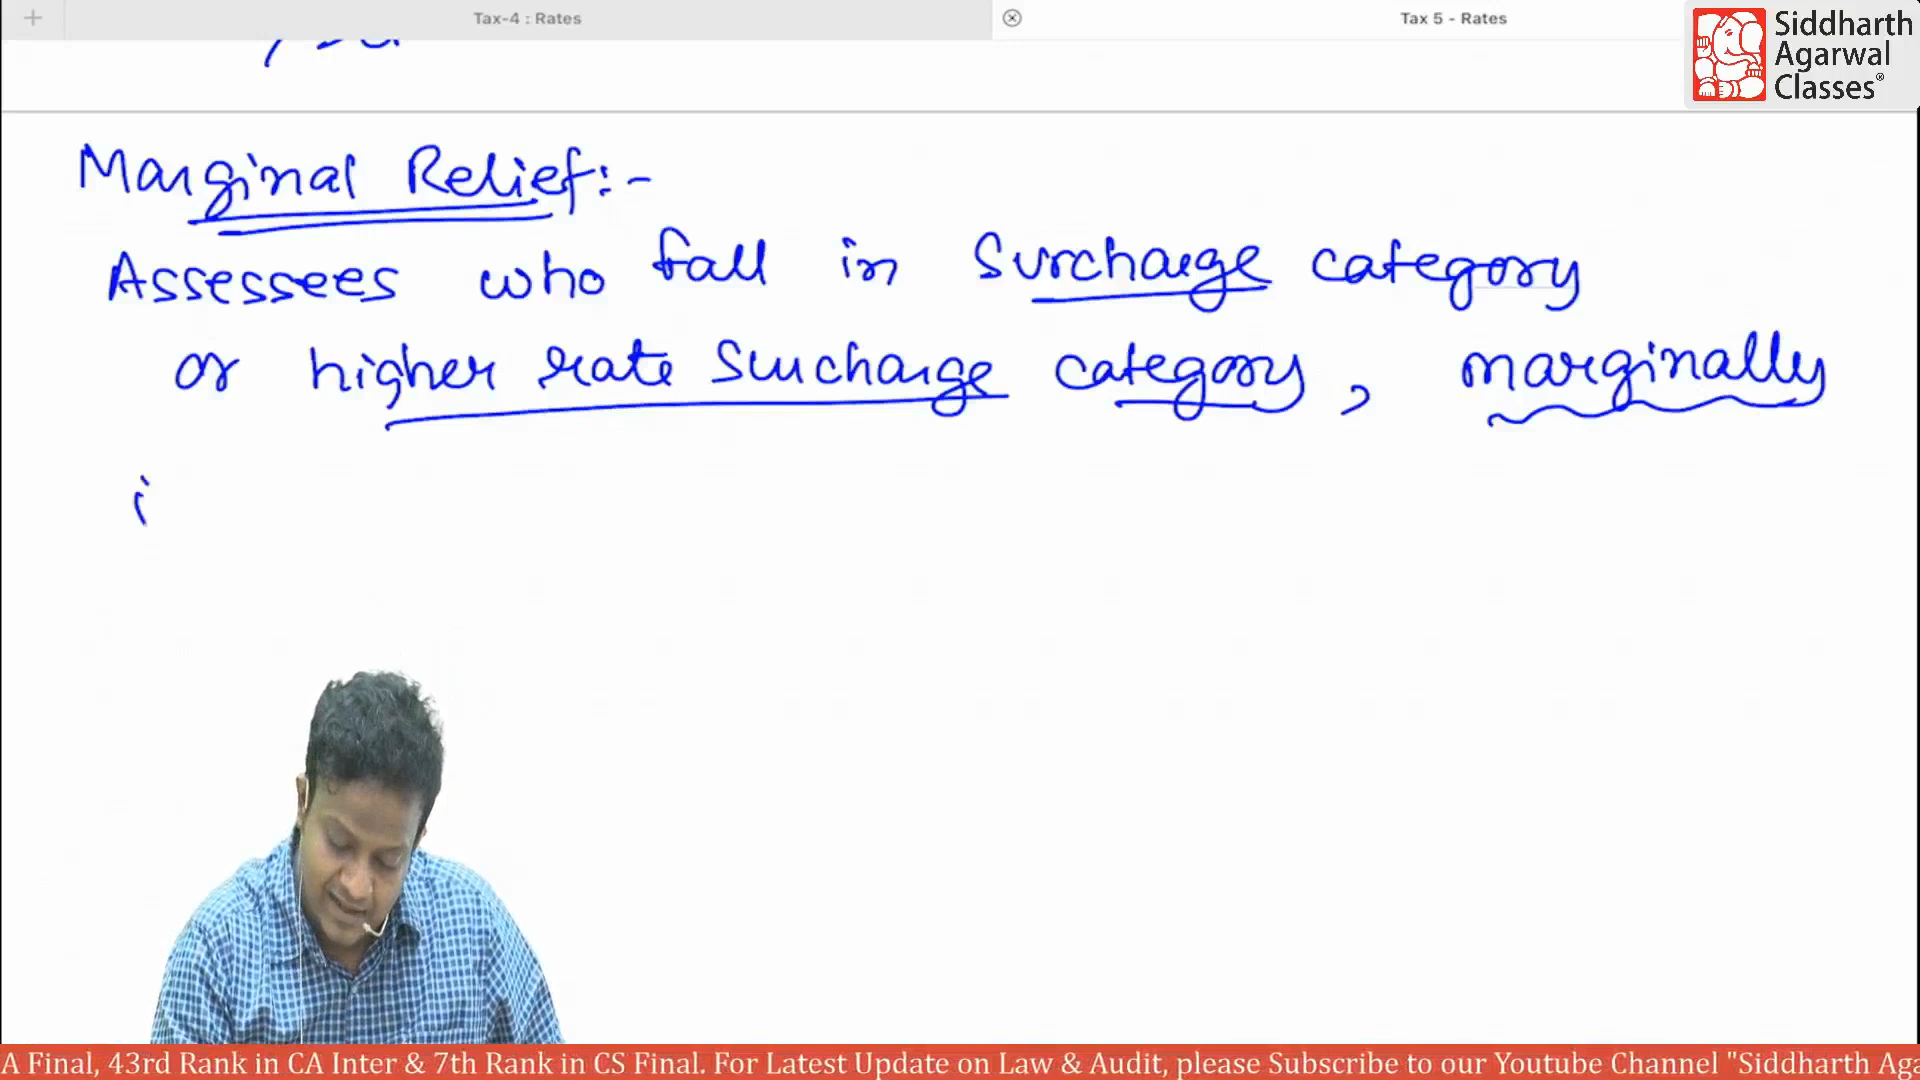 Tax-4 : Rates
Tax 5 - Rates
Siddharth
Agarwal
Classes®
Marginal Relief:-
Assessees who fall in Surcharge category
or higher rate Surcharge category, marginally
i
A Final, 43rd Rank in CA Inter & 7th Rank in CS Final. For Latest Update on Law & Audit, please Subscribe to our Youtube Channel "Siddharth Aga